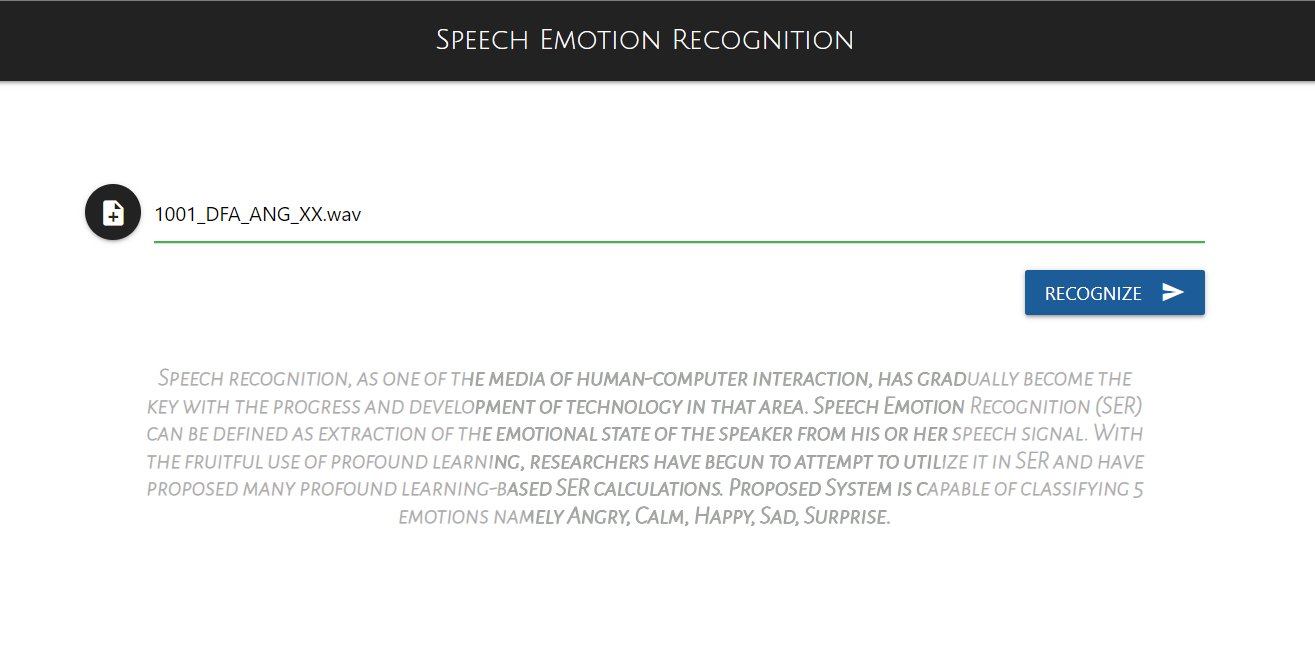 Speech Emotion Recognition
1001_DFA_ANG_XX.wav
RECOGNIZE
Speech recognition, as one of the media of human-computer interaction, has gradually become the
key with the progress and development of technology in that area. Speech Emotion Recognition (SER)
can be defined as extraction of the emotional state of the speaker from his or her speech signal. With
the fruitful use of profound learning, researchers have begun to attempt to utilize it in SER and have
proposed many profound learning-based SER calculations. Proposed System is capable of classifying 5
emotions namely Angry, Calm, Happy, Sad, Surprise.